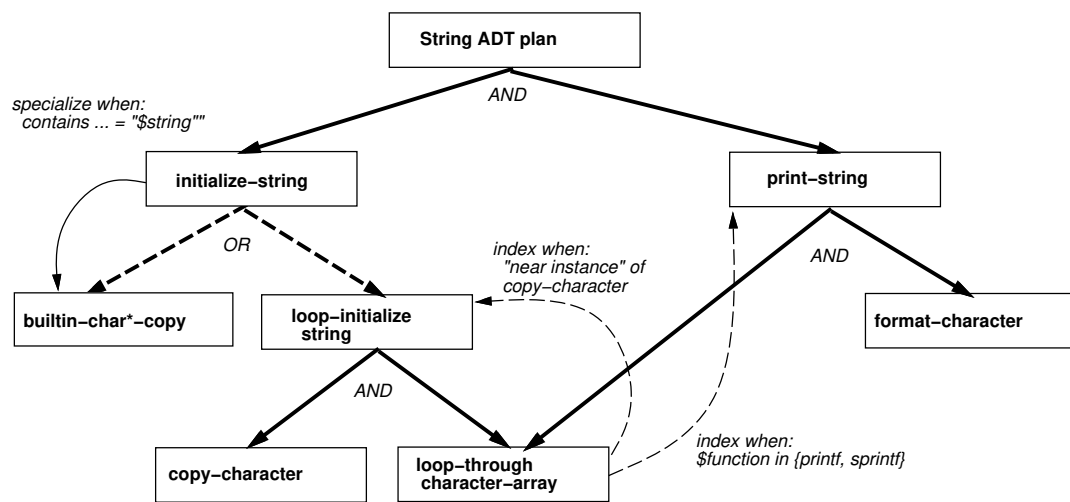 String ADT plan
AND
specialize when:
contains ... = "$string""
initialize−string
print−string
OR
AND
index when:
"near instance" of
copy−character
builtin−char*−copy
loop−initialize
string
format−character
AND
copy−character
loop−through
character−array
index when:
$function in {printf, sprintf}